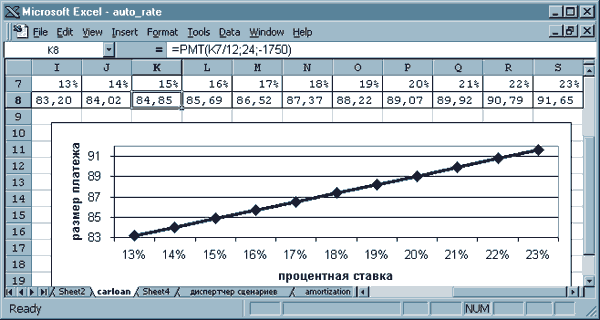 Microsoft Excel - auto_rate
File Edit View Insert Format Tools Data Window Help
K8 = =PMT(K7/12;24;-1750)
I J K L M N O P Q R S
7 13% 14% 15% 16% 17% 18% 19% 20% 21% 22% 23%
8 83,20 84,02 84,85 85,69 86,52 87,37 88,22 89,07 89,92 90,79 91,65
9
10
11
12
13
14
15
16
17
18
19
размер платежа
91
89
87
85
83
13% 14% 15% 16% 17% 18% 19% 20% 21% 22% 23%
процентная ставка
Sheet2 carloan Sheet4 диспертчер сценариев amortization
Ready NUM